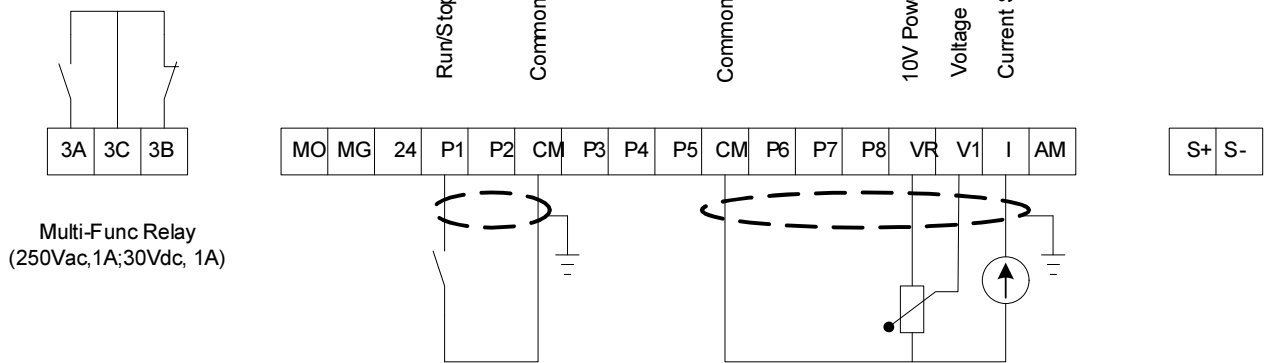 Run/Stop
Common
Common
10V Pow
Voltage
Current S
3A 3C 3B
MO MG 24 P1 P2 CM P3 P4 P5 CM P6 P7 P8 VR V1 I AM
S+ S-
Multi-Func Relay
(250Vac,1A;30Vdc, 1A)